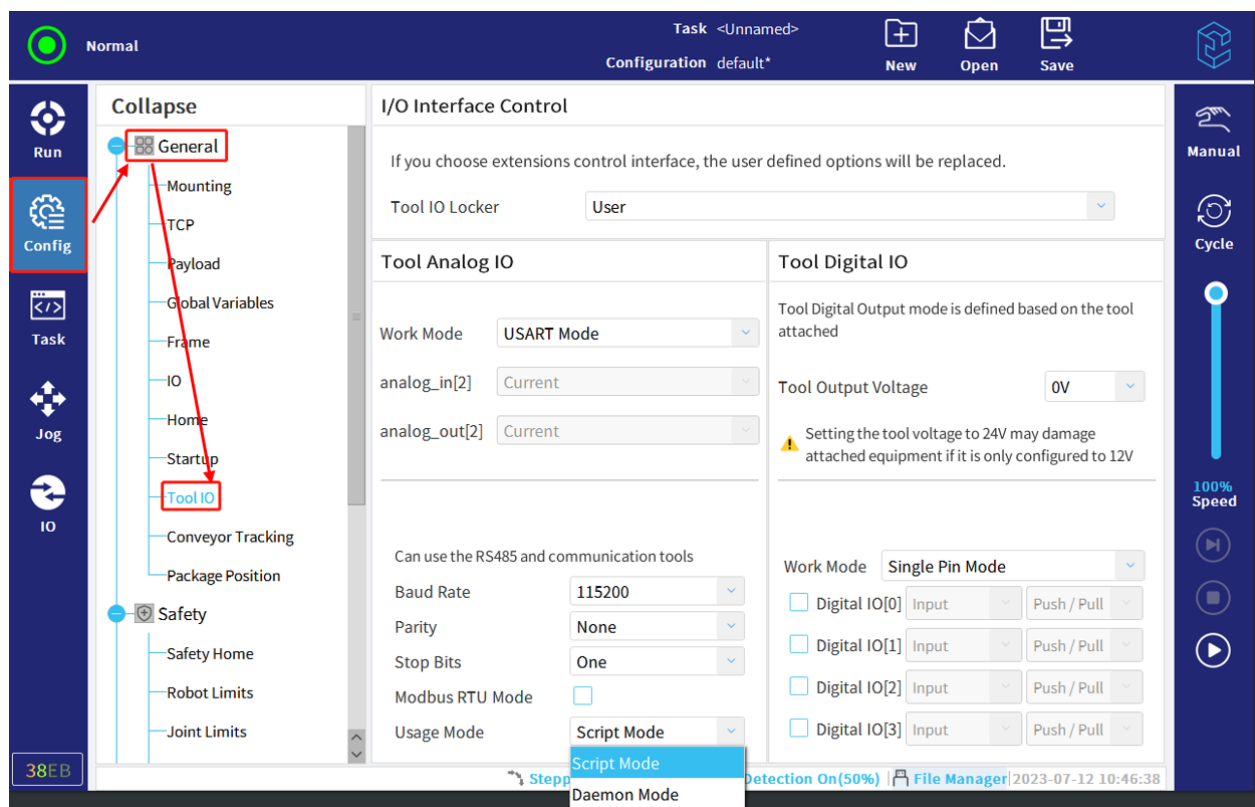 Normal
Task <Unnamed>
Configuration default*
New
Open
Save
Run
Config
Task
Jog
IO
38EB
Collapse
General
Mounting
TCP
Payload
Global Variables
Frame
IO
Home
Startup
Tool IO
Conveyor Tracking
Package Position
Safety
Safety Home
Robot Limits
Joint Limits
I/O Interface Control
If you choose extensions control interface, the user defined options will be replaced.
Tool IO Locker User
Tool Analog IO
Work Mode USART Mode
analog_in[2] Current
analog_out[2] Current
Can use the RS485 and communication tools
Baud Rate 115200
Parity None
Stop Bits One
Modbus RTU Mode
Usage Mode Script Mode
Script Mode
Daemon Mode
Tool Digital IO
Tool Digital Output mode is defined based on the tool
attached
Tool Output Voltage 0V
Setting the tool voltage to 24V may damage
attached equipment if it is only configured to 12V
Work Mode Single Pin Mode
Digital IO[0] Input Push / Pull
Digital IO[1] Input Push / Pull
Digital IO[2] Input Push / Pull
Digital IO[3] Input Push / Pull
Manual
Cycle
100%
Speed
On(50%) File Manager 2023-07-12 10:46:38